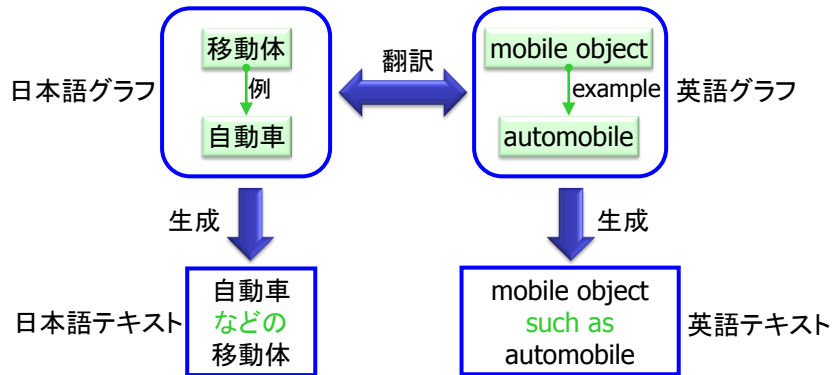 移動体
例
自動車
日本語グラフ
翻訳
mobile object
example
automobile
英語グラフ
生成
生成
日本語テキスト
自動車
などの
移動体
mobile object
such as
automobile
英語テキスト